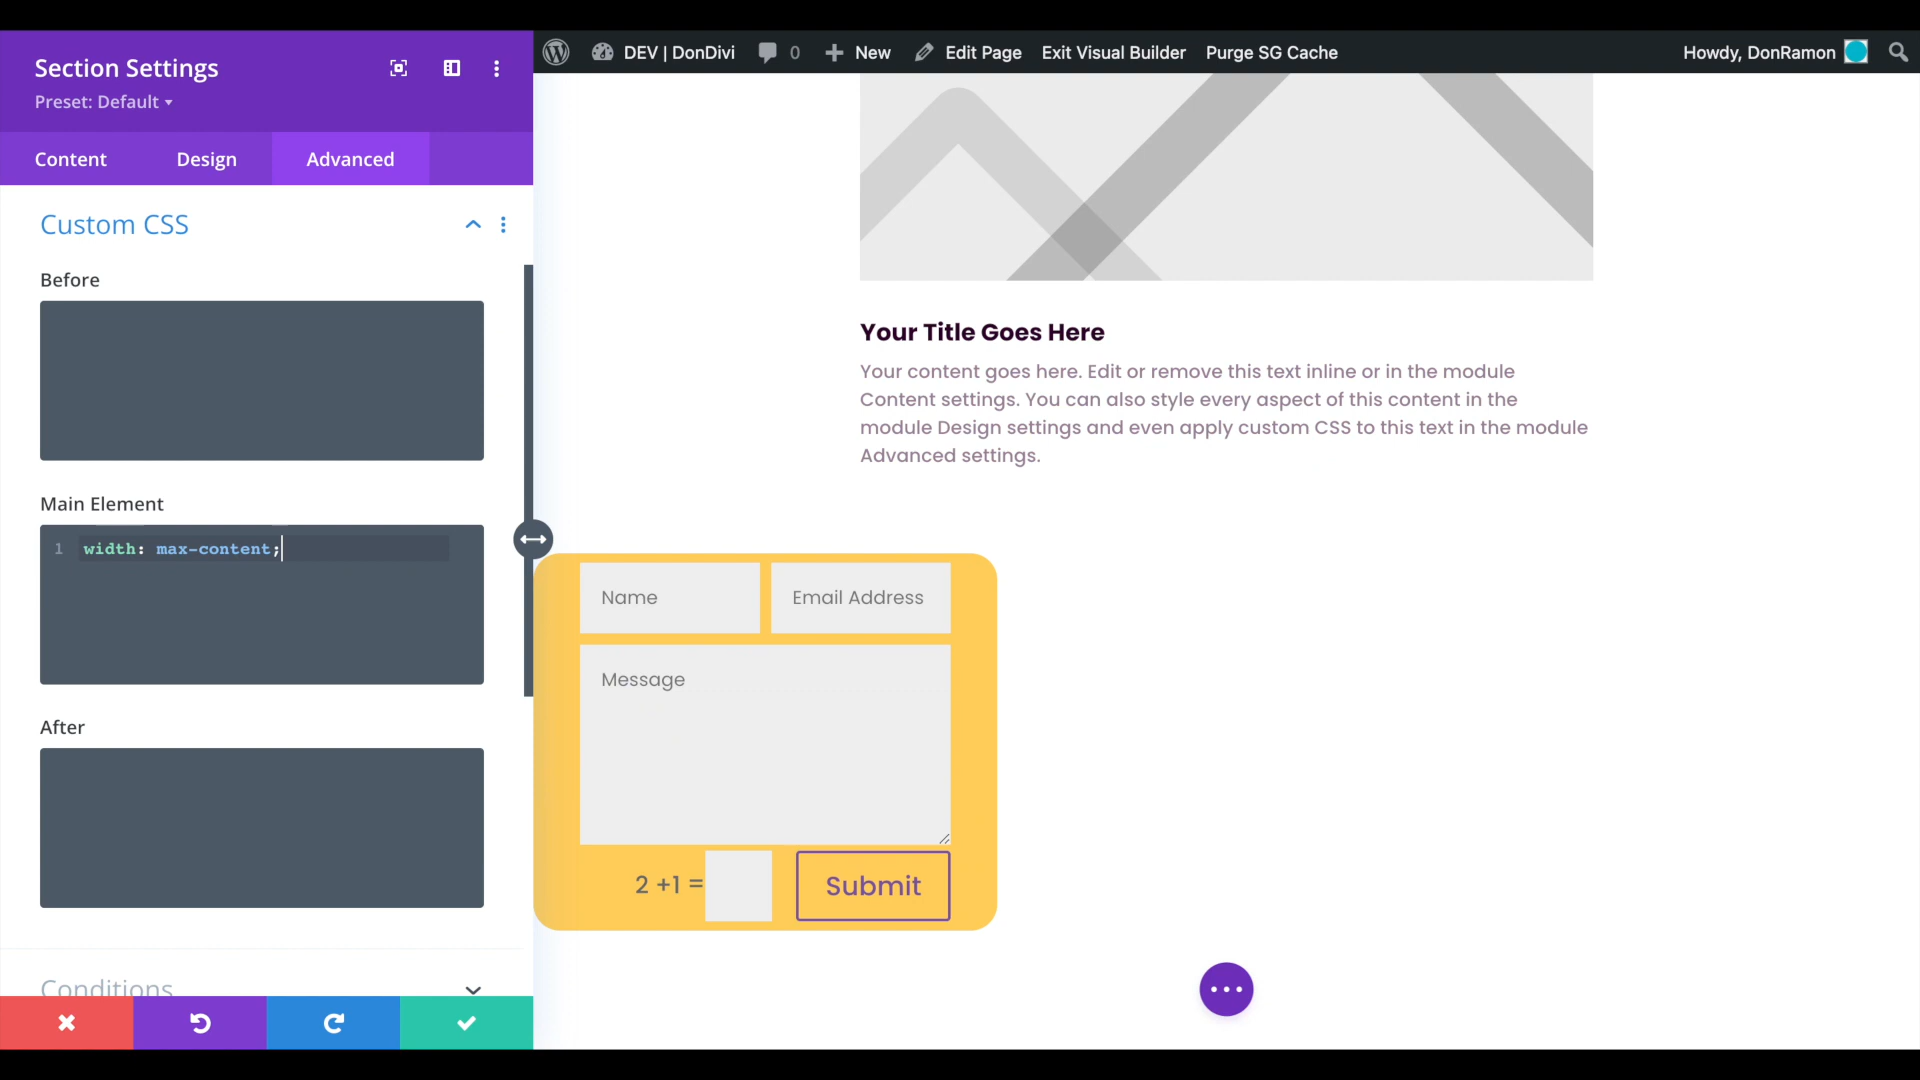 Section Settings
Preset: Default
Content Design Advanced
Custom CSS
Before
Main Element
1 width: max-content;
After
Conditions
DEV | DonDivi 0 New Edit Page Exit Visual Builder Purge SG Cache Howdy, DonRamon
Your Title Goes Here
Your content goes here. Edit or remove this text inline or in the module
Content settings. You can also style every aspect of this content in the
module Design settings and even apply custom CSS to this text in the module
Advanced settings.
Name Email Address
Message
2 +1 = Submit